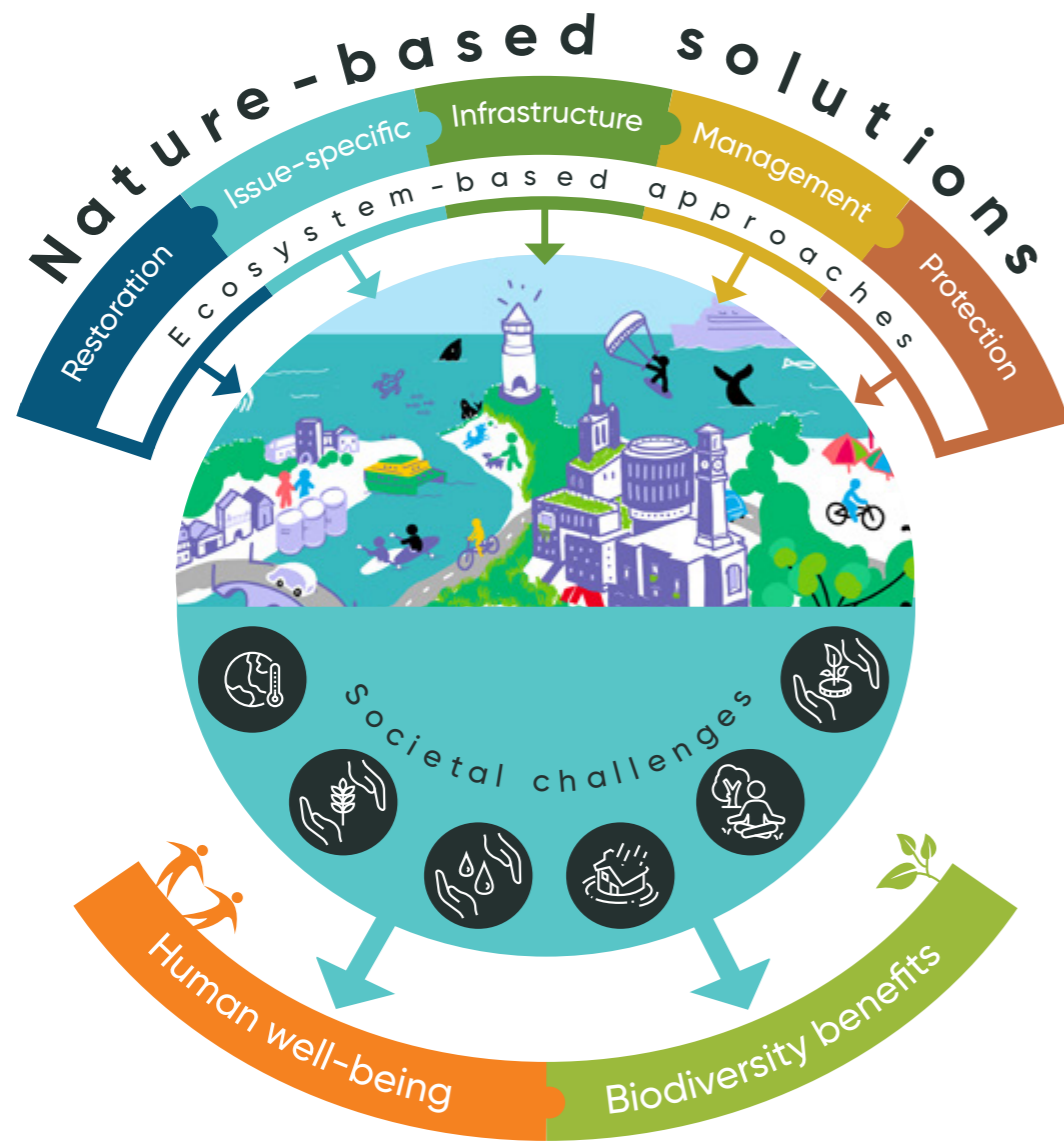 Nature-based solutions
Restoration
Issue-specific
Infrastructure
Management
Protection
Ecosystem-based approaches
Societal challenges
Human well-being
Biodiversity benefits